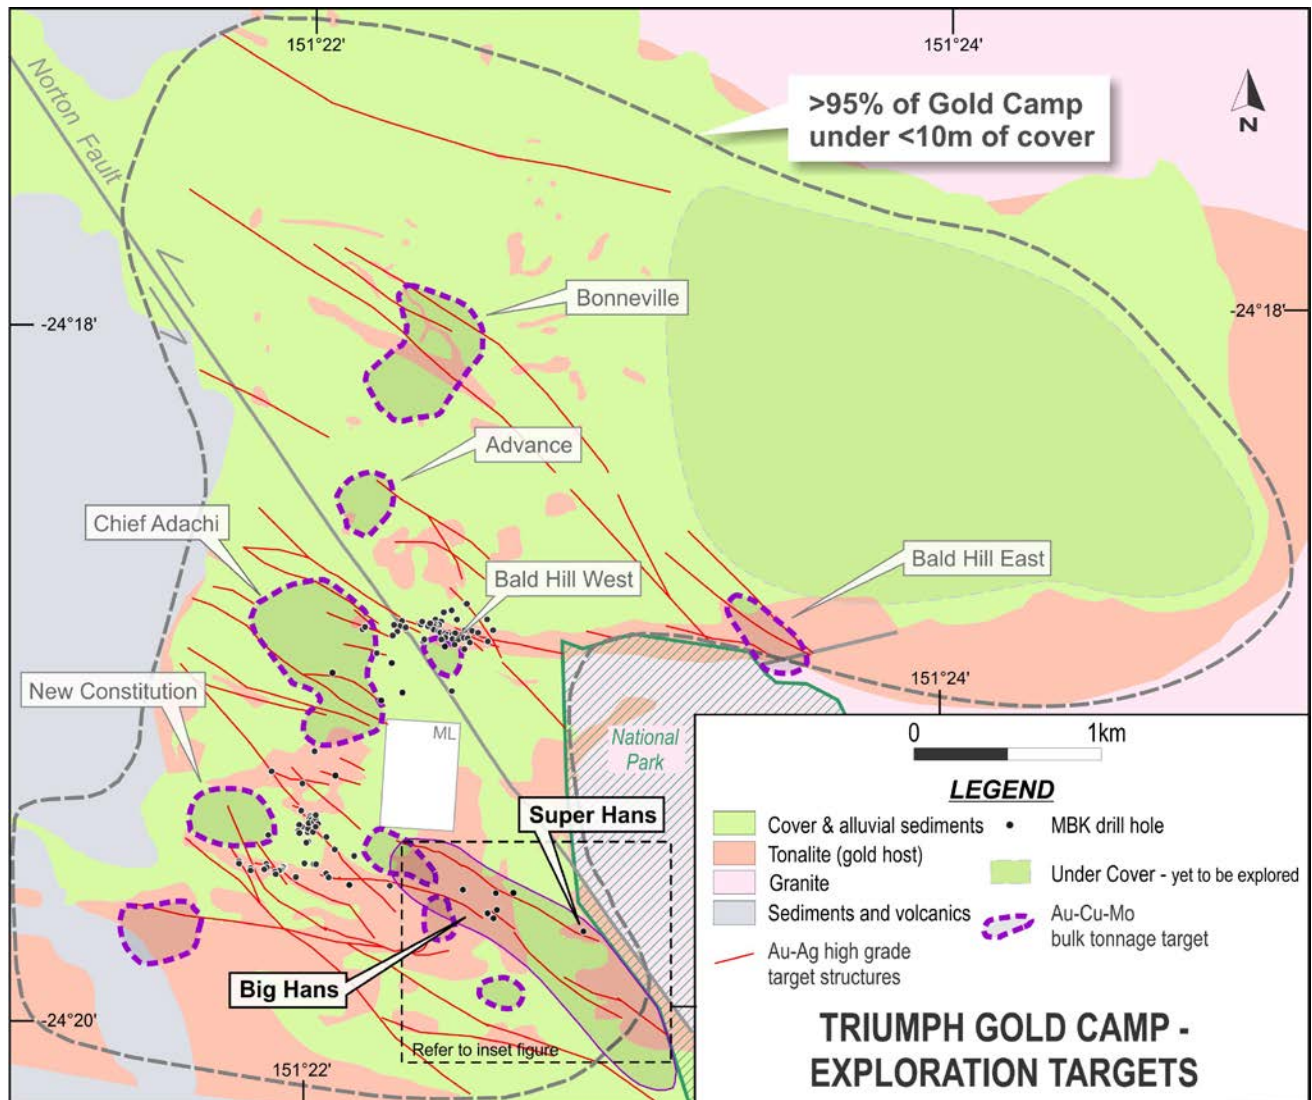 151°22'
151°24'
Norton Fault
>95% of Gold Camp
under <10m of cover
N
Bonneville
-24°18'
-24°18'
Advance
Chief Adachi
Bald Hill West
Bald Hill East
New Constitution
151°24'
ML
National
Park
Super Hans
Big Hans
-24°20'
Refer to inset figure
151°22'
0 1km
LEGEND
Cover & alluvial sediments
MBK drill hole
Tonalite (gold host)
Under Cover - yet to be explored
Granite
Sediments and volcanics
Au-Cu-Mo
bulk tonnage target
Au-Ag high grade
target structures
TRIUMPH GOLD CAMP -
EXPLORATION TARGETS